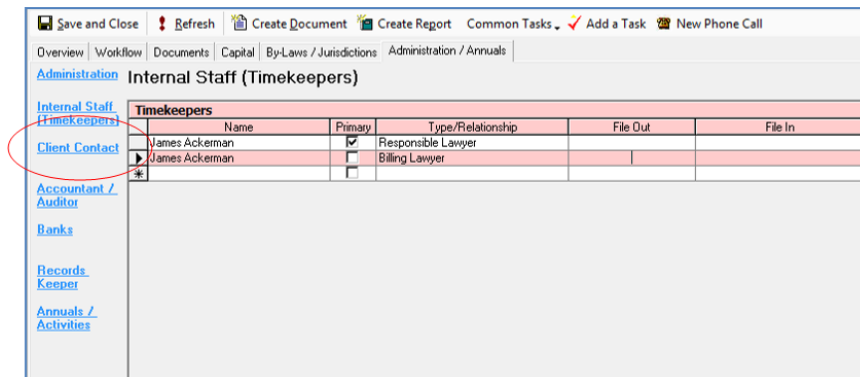 Save and Close Refresh Create Document Create Report Common Tasks Add a Task New Phone Call
Overview Workflow Documents Capital By-Laws / Jurisdictions Administration / Annuals
Administration
Internal Staff (Timekeepers)
Internal Staff
(Timekeepers)
Client Contact
Accountant /
Auditor
Banks
Records
Keeper
Annuals /
Activities
Timekeepers
Name Primary Type/Relationship File Out File In
James Ackerman Responsible Lawyer
James Ackerman Billing Lawyer